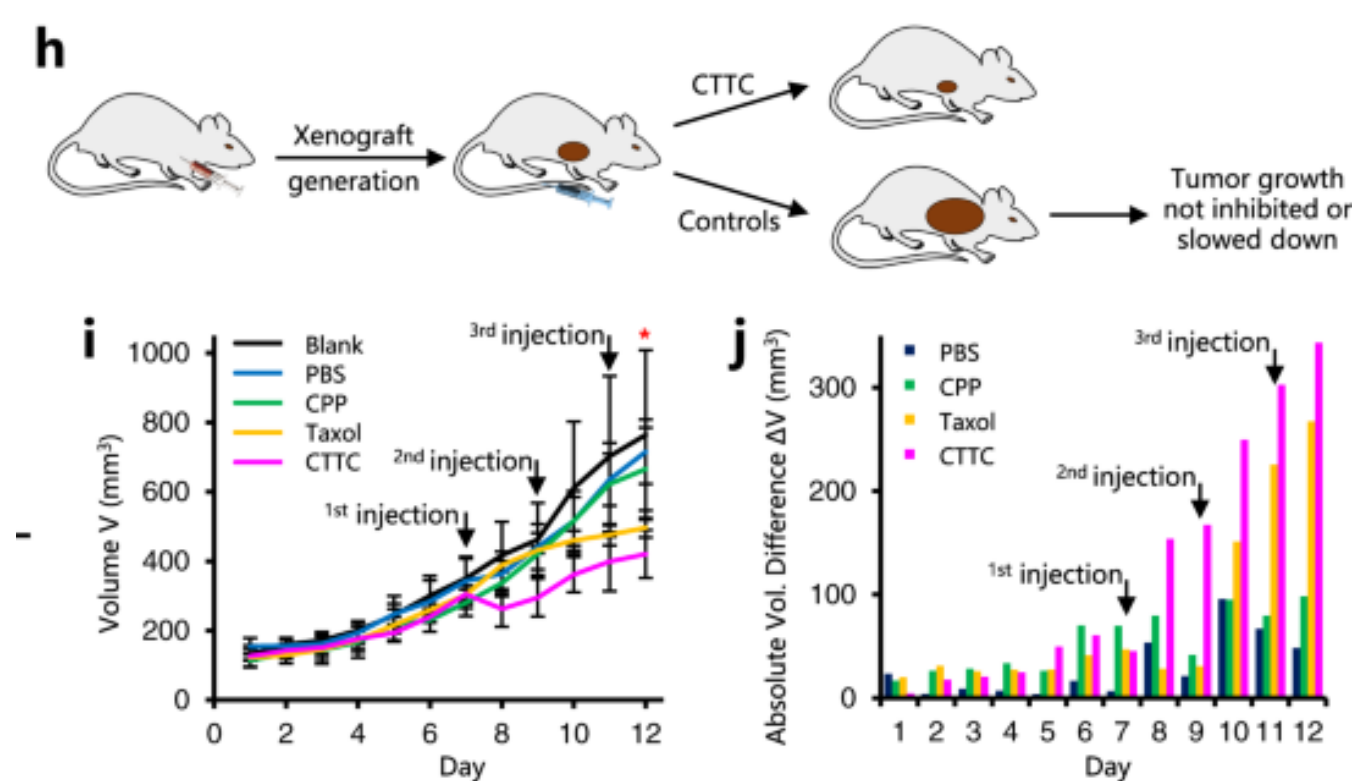 h
Xenograft
generation
CTTC
Controls
Tumor growth
not inhibited or
slowed down
i
Volume V (mm³)
1000
800
600
400
200
0
Blank
PBS
CPP
Taxol
CTTC
1st injection
2nd injection
3rd injection
*
0 2 4 6 8 10 12
Day
j
Absolute Vol. Difference ΔV (mm³)
300
200
100
0
PBS
CPP
Taxol
CTTC
1st injection
2nd injection
3rd injection
1 2 3 4 5 6 7 8 9 10 11 12
Day